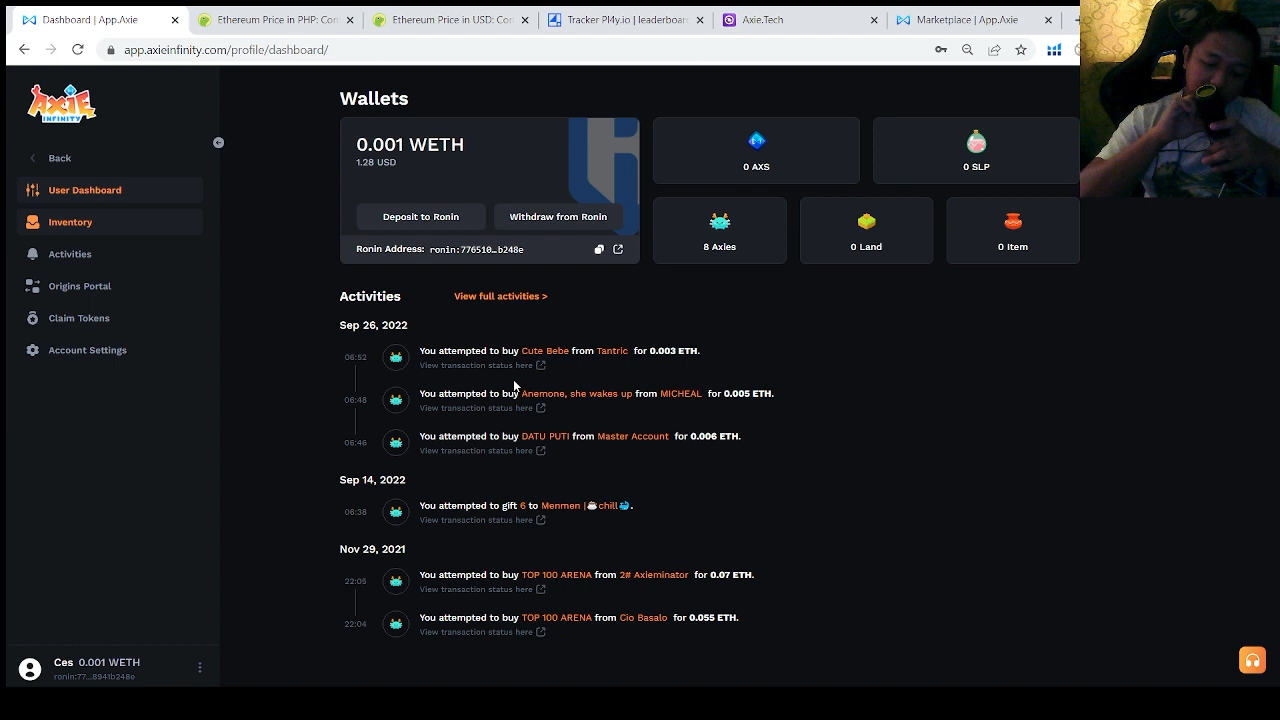 Dashboard | App.Axie
Ethereum Price in PHP: Con
Ethereum Price in USD: Con
Tracker PL4y.io | leaderboard
Axie.Tech
Marketplace | App.Axie
app.axieinfinity.com/profile/dashboard/
AXIE
INFINITY
Back
User Dashboard
Inventory
Activities
Origins Portal
Claim Tokens
Account Settings
Wallets
0.001 WETH
1.28 USD
Deposit to Ronin
Withdraw from Ronin
Ronin Address: ronin:776510…b248e
0 AXS
0 SLP
8 Axies
0 Land
0 Item
Activities
View full activities >
Sep 26, 2022
06:52
You attempted to buy Cute Bebe from Tantric for 0.003 ETH.
View transaction status here
06:48
You attempted to buy Anemone, she wakes up from MICHEAL for 0.005 ETH.
View transaction status here
06:46
You attempted to buy DATU PUTI from Master Account for 0.006 ETH.
View transaction status here
Sep 14, 2022
06:38
You attempted to gift 6 to Menmen |☕chill🐳.
View transaction status here
Nov 29, 2021
22:05
You attempted to buy TOP 100 ARENA from 2# Axieminator for 0.07 ETH.
View transaction status here
22:04
You attempted to buy TOP 100 ARENA from Cio Basalo for 0.055 ETH.
View transaction status here
Ces 0.001 WETH
ronin:77…8941b248e